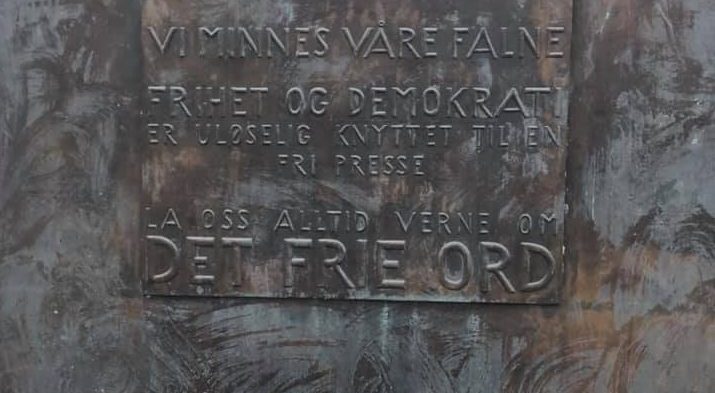 VI MINNES VÅRE FALNE
FRIHET OG DEMOKRATI
ER ULØSELIG KNYTTET TIL EN
FRI PRESSE
LA OSS ALLTID VERNE OM
DET FRIE ORD